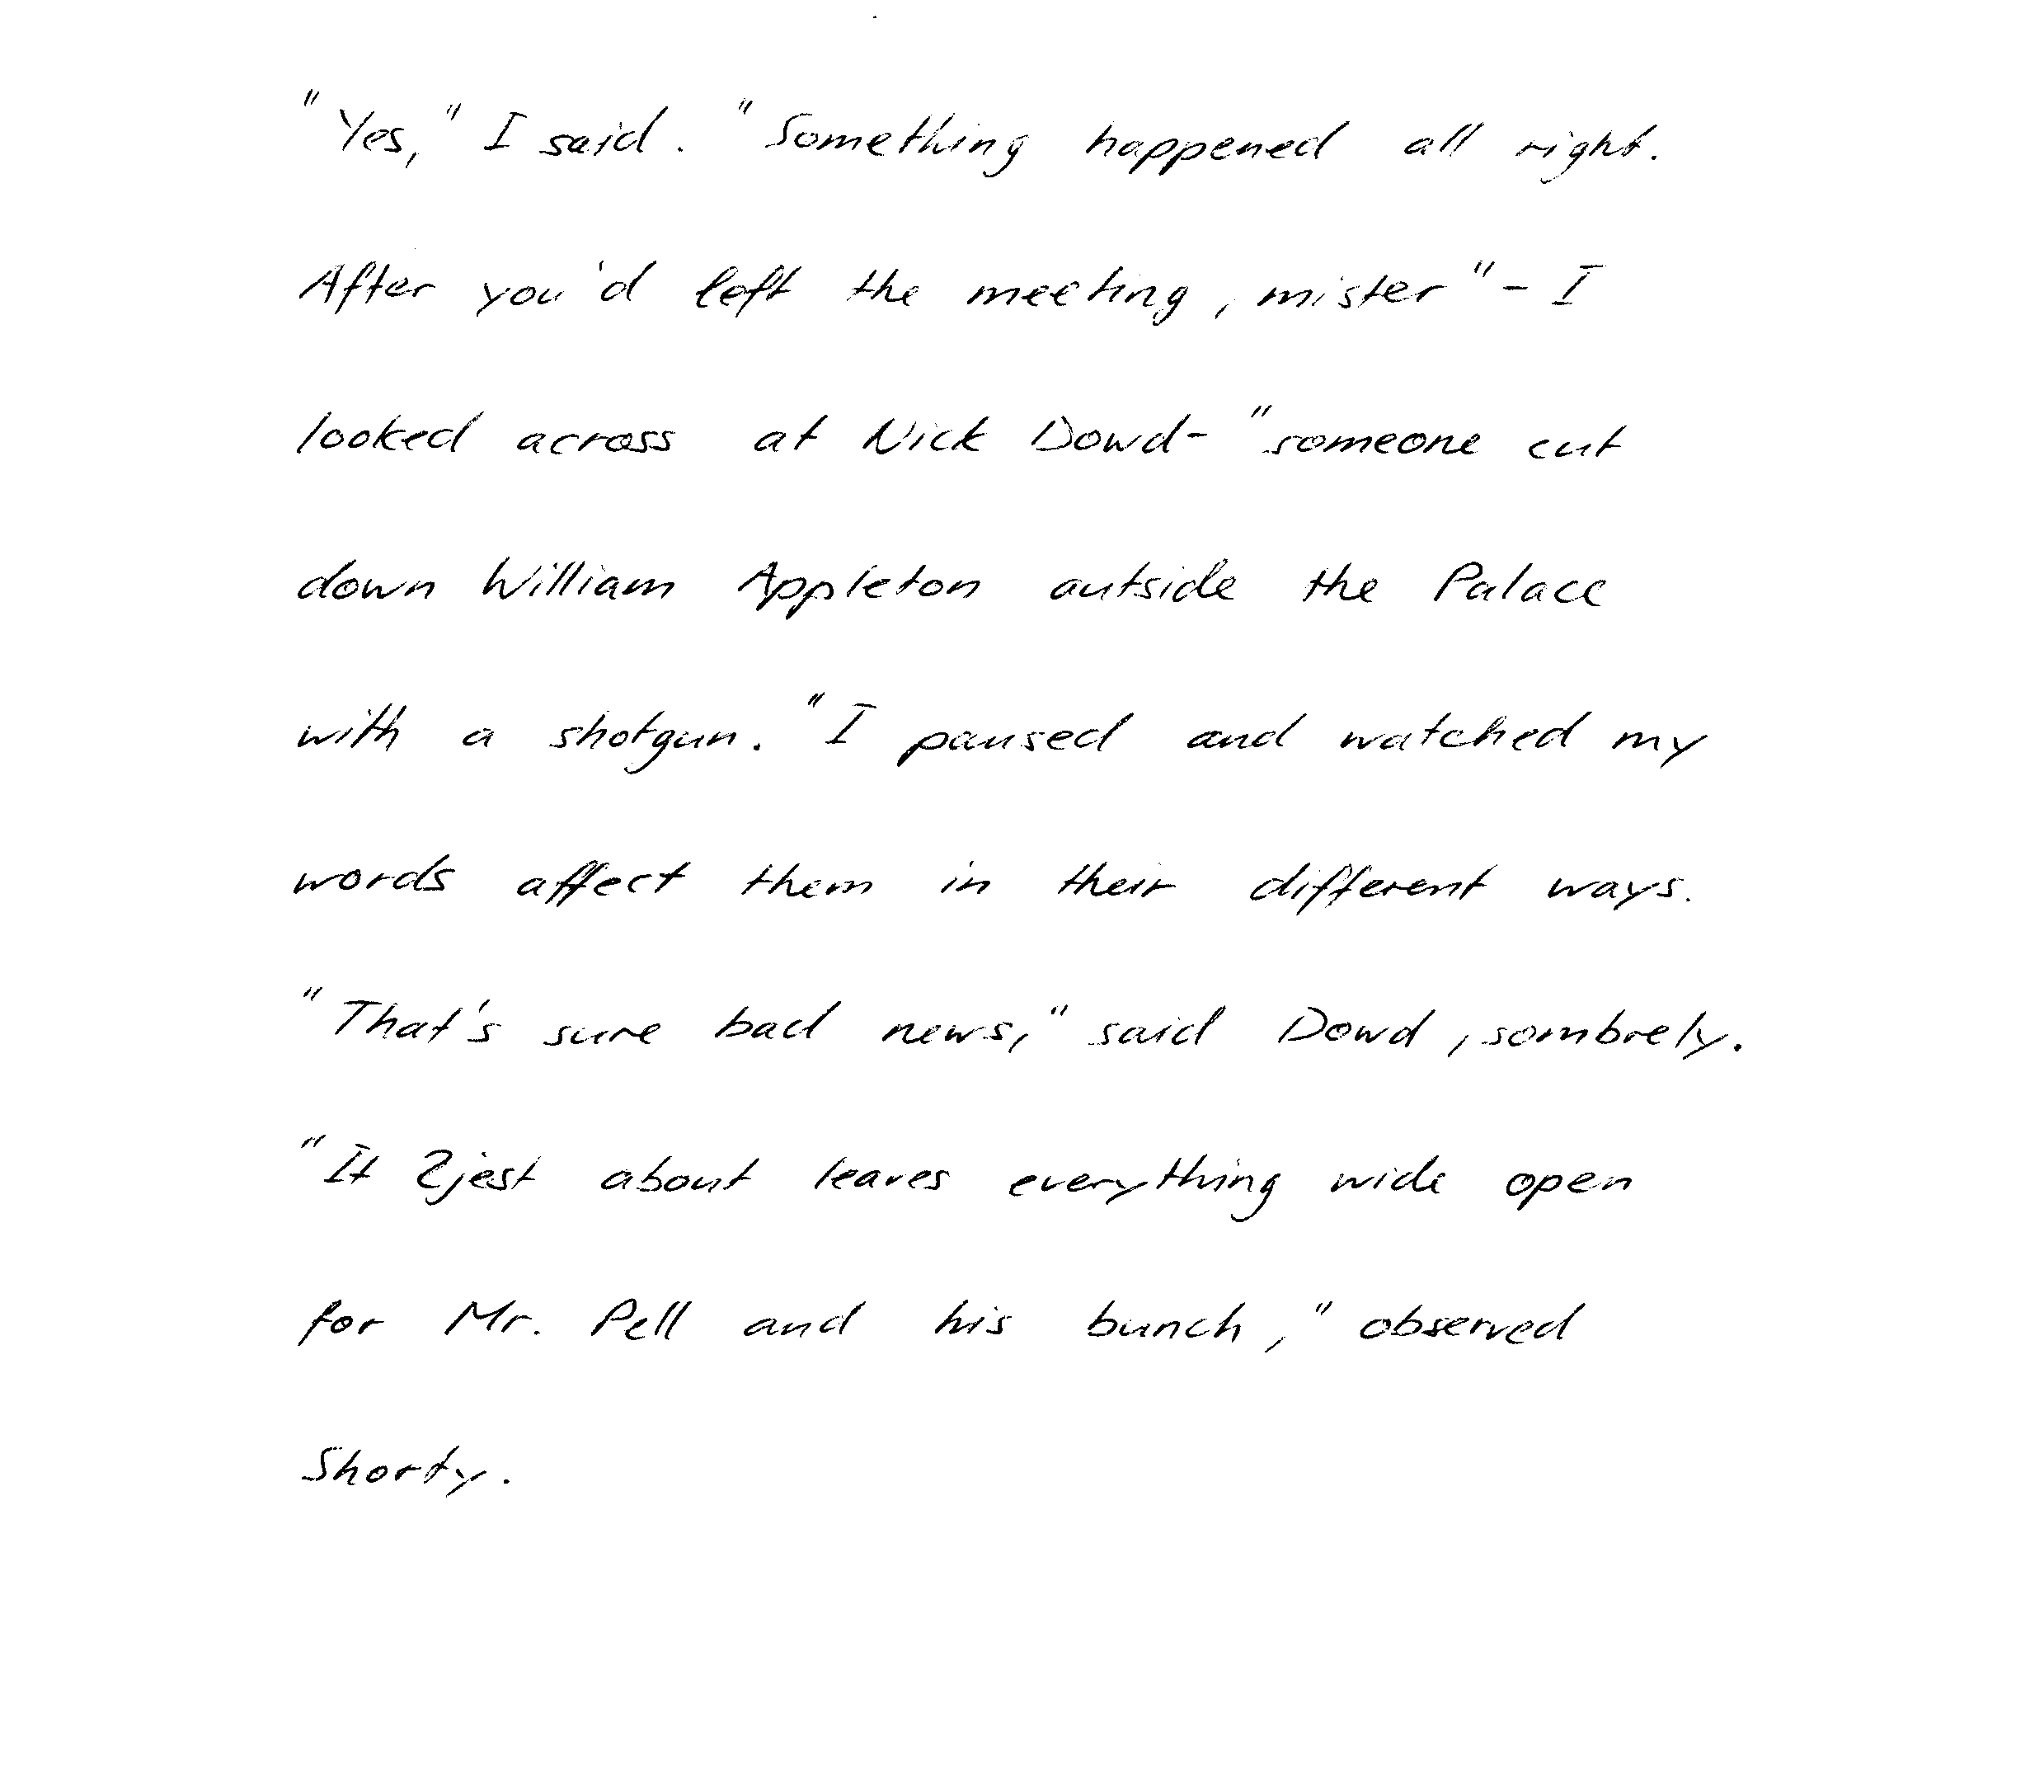 "Yes," I said. "Something happened all right.
After you'd left the meeting, mister" - I
looked across at Nick Dowd - "someone cut
down William Appleton outside the Palace
with a shotgun." I paused and watched my
words affect them in their different ways.
"That's sure bad news," said Dowd, sombrely.
"It 2jest about leaves everything wide open
for Mr. Pell and his bunch," observed
Shorty.